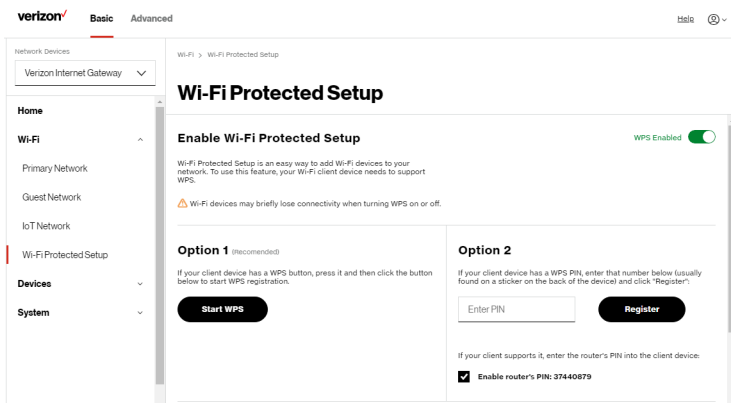 verizon✓ Basic Advanced Help
Network Devices
Verizon Internet Gateway
Home
Wi-Fi
Primary Network
Guest Network
IoT Network
Wi-Fi Protected Setup
Devices
System
Wi-Fi > Wi-Fi Protected Setup
Wi-Fi Protected Setup
Enable Wi-Fi Protected Setup
WPS Enabled
Wi-Fi Protected Setup is an easy way to add Wi-Fi devices to your
network. To use this feature, your Wi-Fi client device needs to support
WPS.
Wi-Fi devices may briefly lose connectivity when turning WPS on or off.
Option 1 (Recomended)
If your client device has a WPS button, press it and then click the button
below to start WPS registration.
Start WPS
Option 2
If your client device has a WPS PIN, enter that number below (usually
found on a sticker on the back of the device) and click "Register":
Enter PIN
Register
If your client supports it, enter the router's PIN into the client device:
Enable router's PIN: 37440879